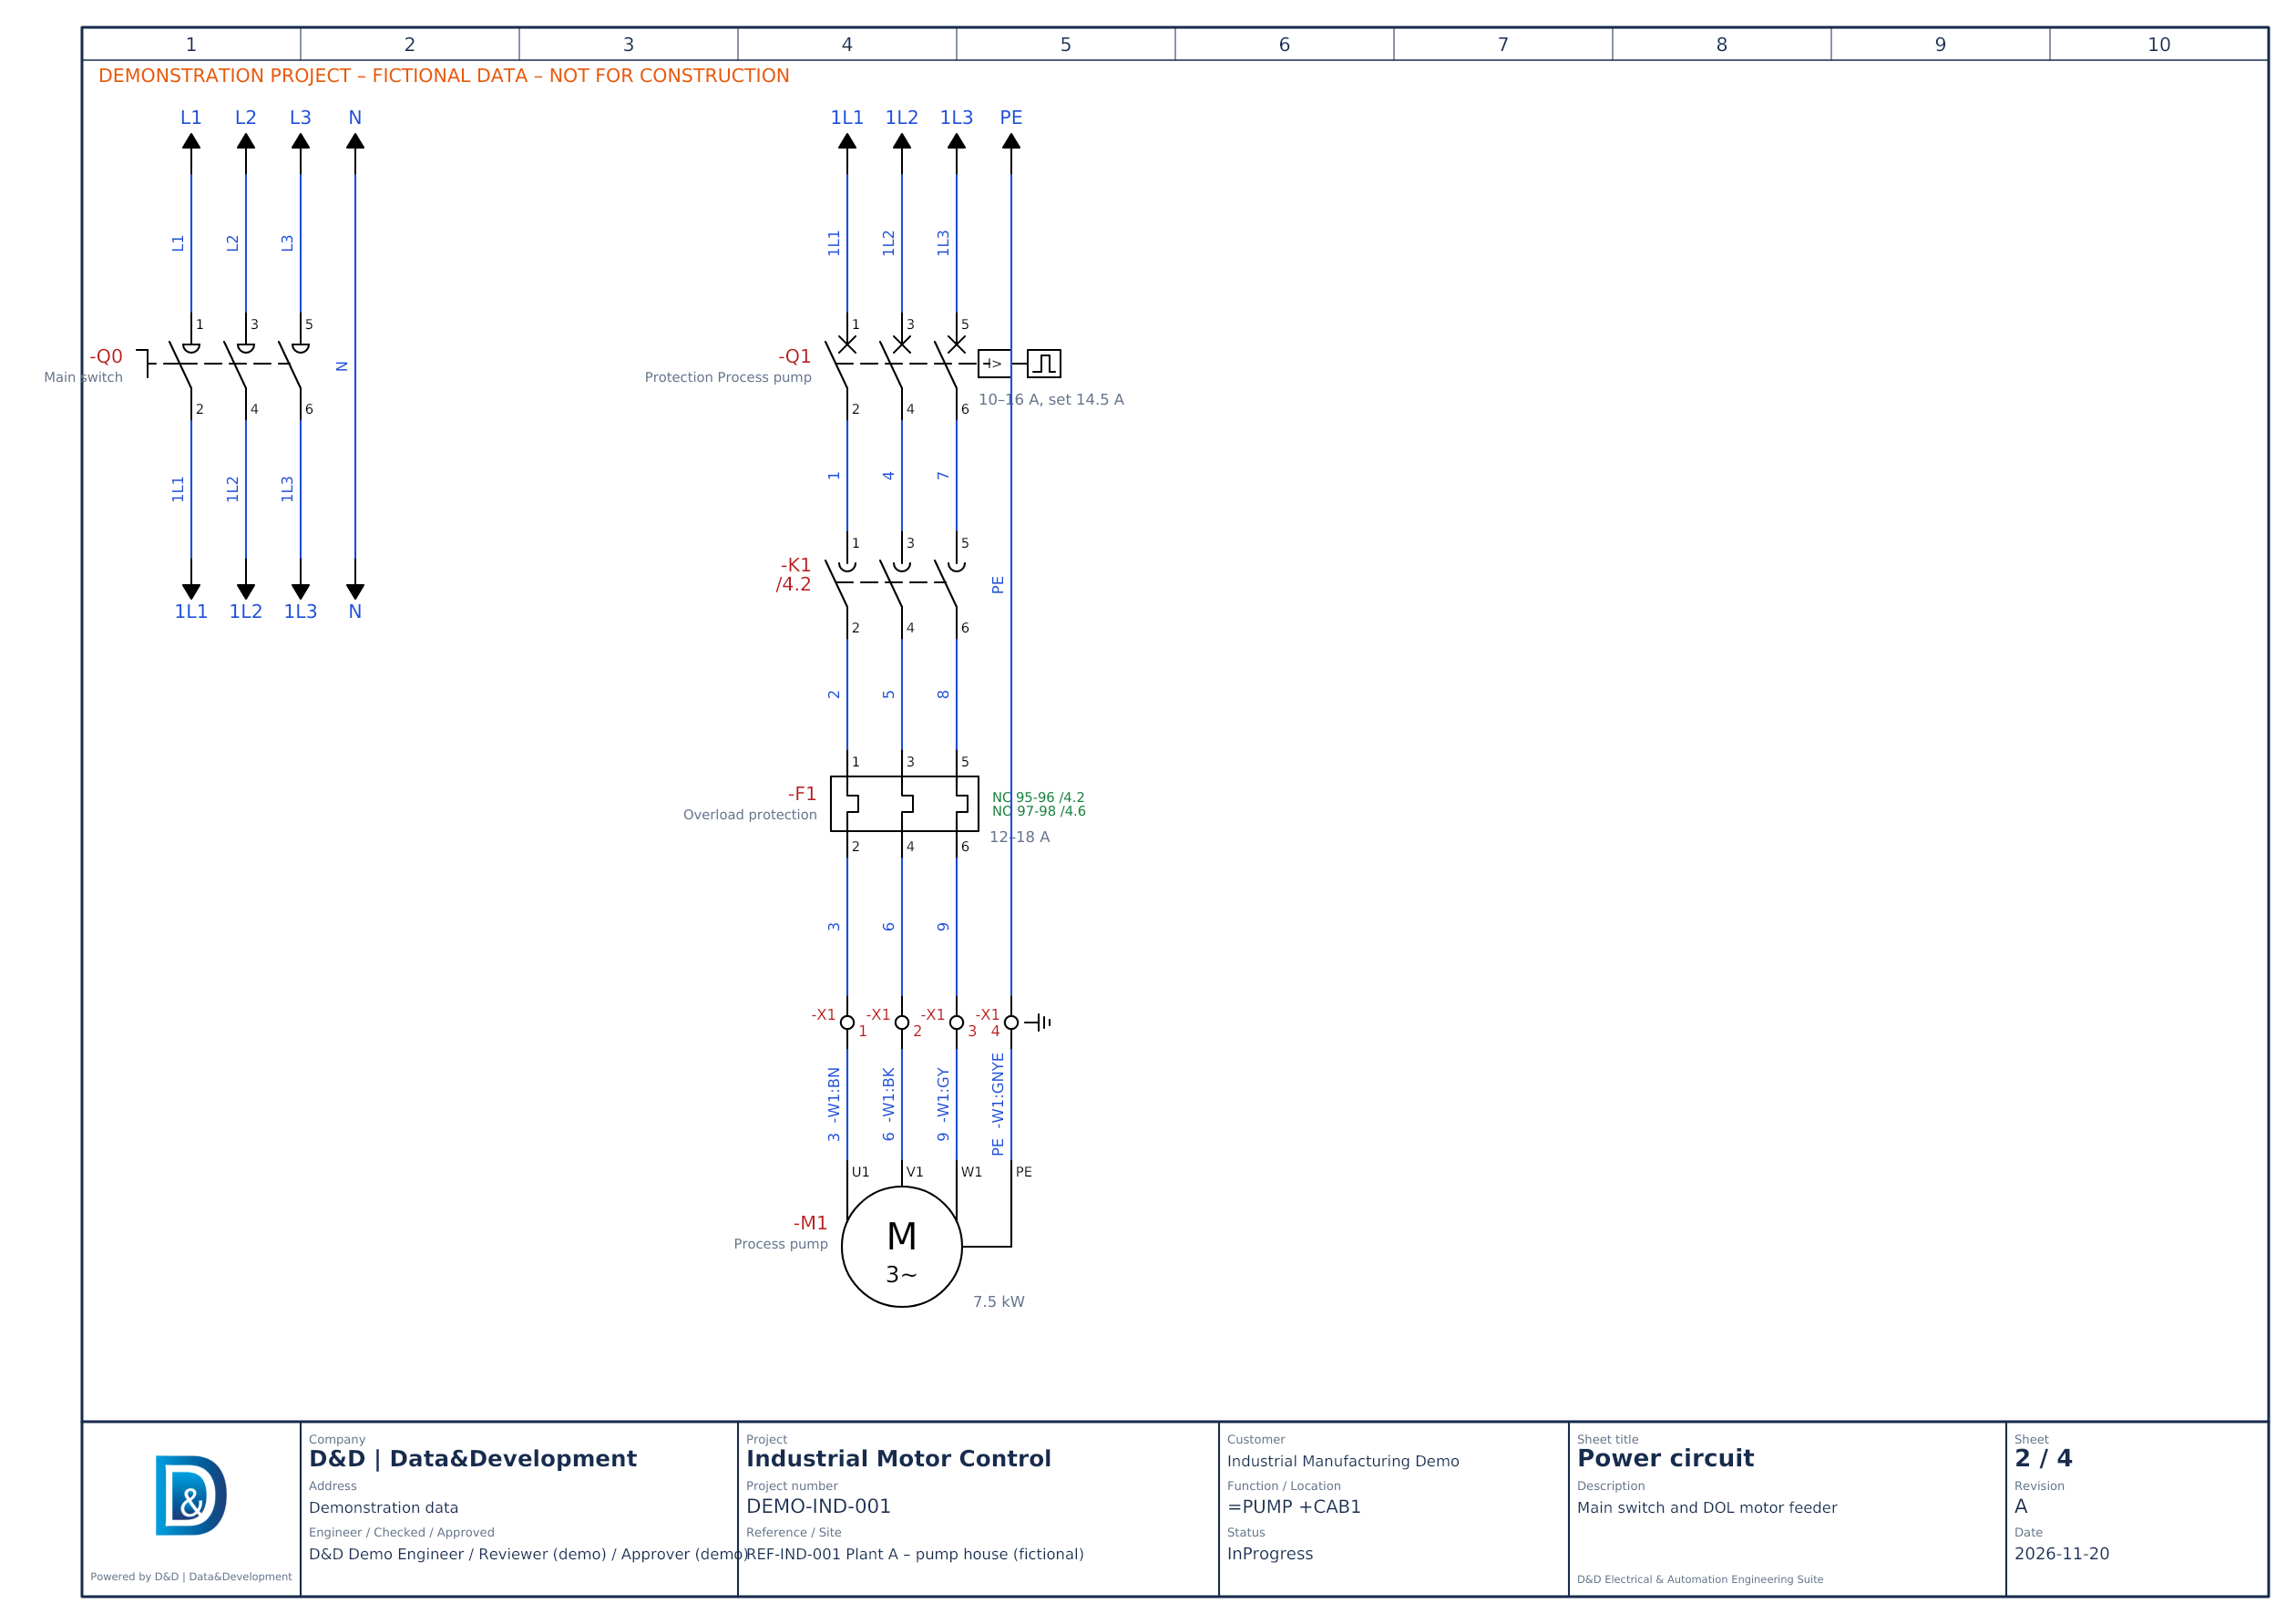 1 2 3 4 5 6 7 8 9 10
DEMONSTRATION PROJECT – FICTIONAL DATA – NOT FOR CONSTRUCTION
L1 L2 L3 N 1L1 1L2 1L3 PE
L1 L2 L3 1L1 1L2 1L3
1 3 5 1 3 5
-Q0
Main switch
N
-Q1
Protection Process pump
I>
2 4 6 2 4 6
10–16 A, set 14.5 A
1L1 1L2 1L3 1 4 7
1 3 5
-K1
/4.2
PE
1L1 1L2 1L3 N
2 4 6
2 5 8
1 3 5
-F1
Overload protection
NC 95-96 /4.2
NO 97-98 /4.6
12–18 A
2 4 6
3 6 9
-X1 -X1 -X1 -X1
1 2 3 4
3 -W1:BN
6 -W1:BK
9 -W1:GY
PE -W1:GNYE
U1 V1 W1 PE
-M1
Process pump
M
3~
7.5 kW
&
Powered by D&D | Data&Development
Company
D&D | Data&Development
Address
Demonstration data
Engineer / Checked / Approved
D&D Demo Engineer / Reviewer (demo) / Approver (demo)
Project
Industrial Motor Control
Project number
DEMO-IND-001
Reference / Site
REF-IND-001 Plant A – pump house (fictional)
Customer
Industrial Manufacturing Demo
Function / Location
=PUMP +CAB1
Status
InProgress
Sheet title
Power circuit
Description
Main switch and DOL motor feeder
D&D Electrical & Automation Engineering Suite
Sheet
2 / 4
Revision
A
Date
2026-11-20